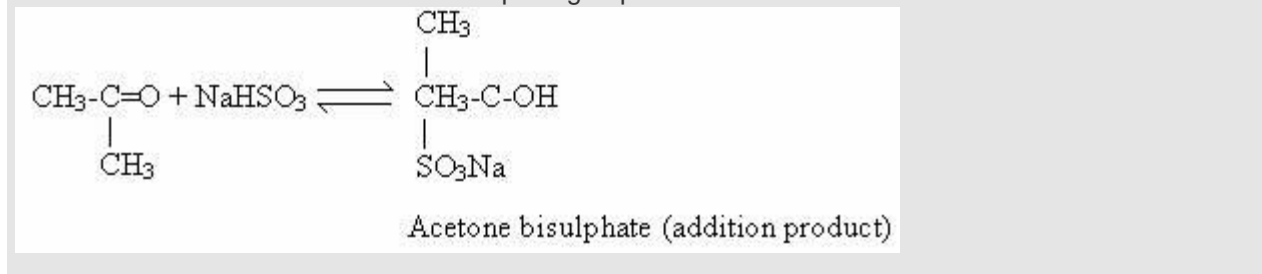 CH₃
CH₃-C=O + NaHSO₃ ⇌ CH₃-C-OH
CH₃
SO₃Na
Acetone bisulphate (addition product)